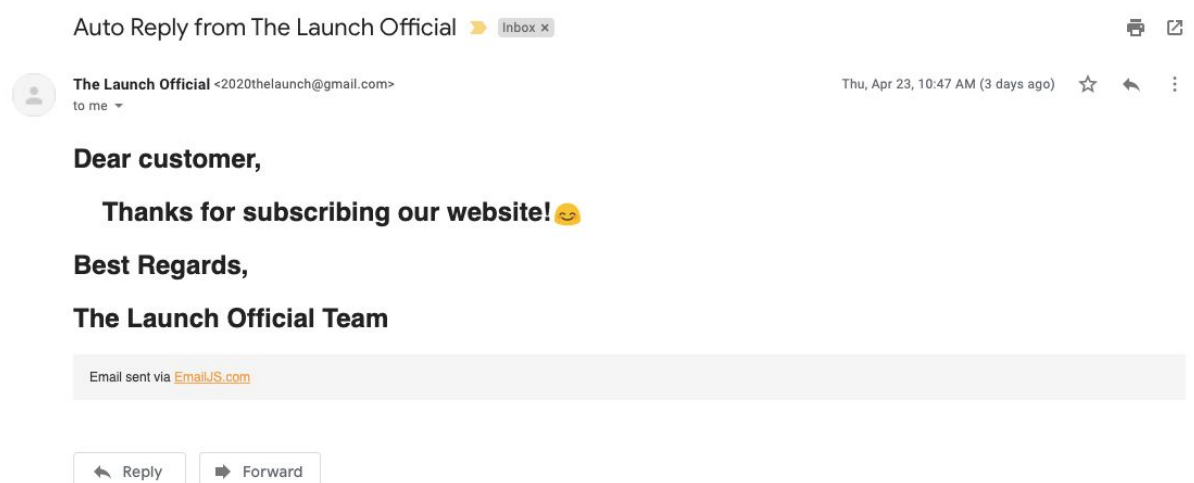 Auto Reply from The Launch Official Inbox x
The Launch Official <2020thelaunch@gmail.com> Thu, Apr 23, 10:47 AM (3 days ago)
to me
Dear customer,
Thanks for subscribing our website!😊
Best Regards,
The Launch Official Team
Email sent via EmailJS.com
Reply Forward